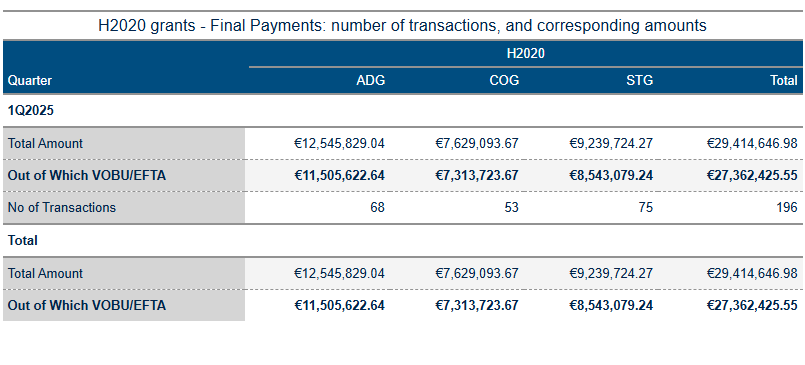 H2020 grants - Final Payments: number of transactions, and corresponding amounts
H2020
Quarter ADG COG STG Total
1Q2025
Total Amount €12,545,829.04 €7,629,093.67 €9,239,724.27 €29,414,646.98
Out of Which VOBU/EFTA €11,505,622.64 €7,313,723.67 €8,543,079.24 €27,362,425.55
No of Transactions 68 53 75 196
Total
Total Amount €12,545,829.04 €7,629,093.67 €9,239,724.27 €29,414,646.98
Out of Which VOBU/EFTA €11,505,622.64 €7,313,723.67 €8,543,079.24 €27,362,425.55